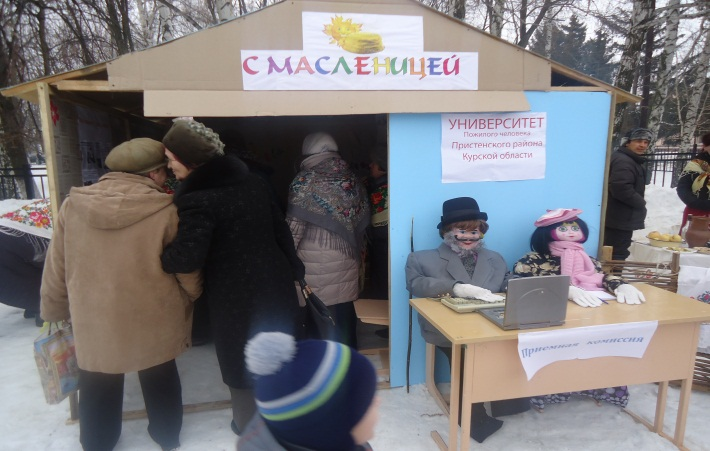 С МАСЛЕНИЦЕЙ
УНИВЕРСИТЕТ
Пожилого человека
Пристенского района
Курской области
Приемная комиссия